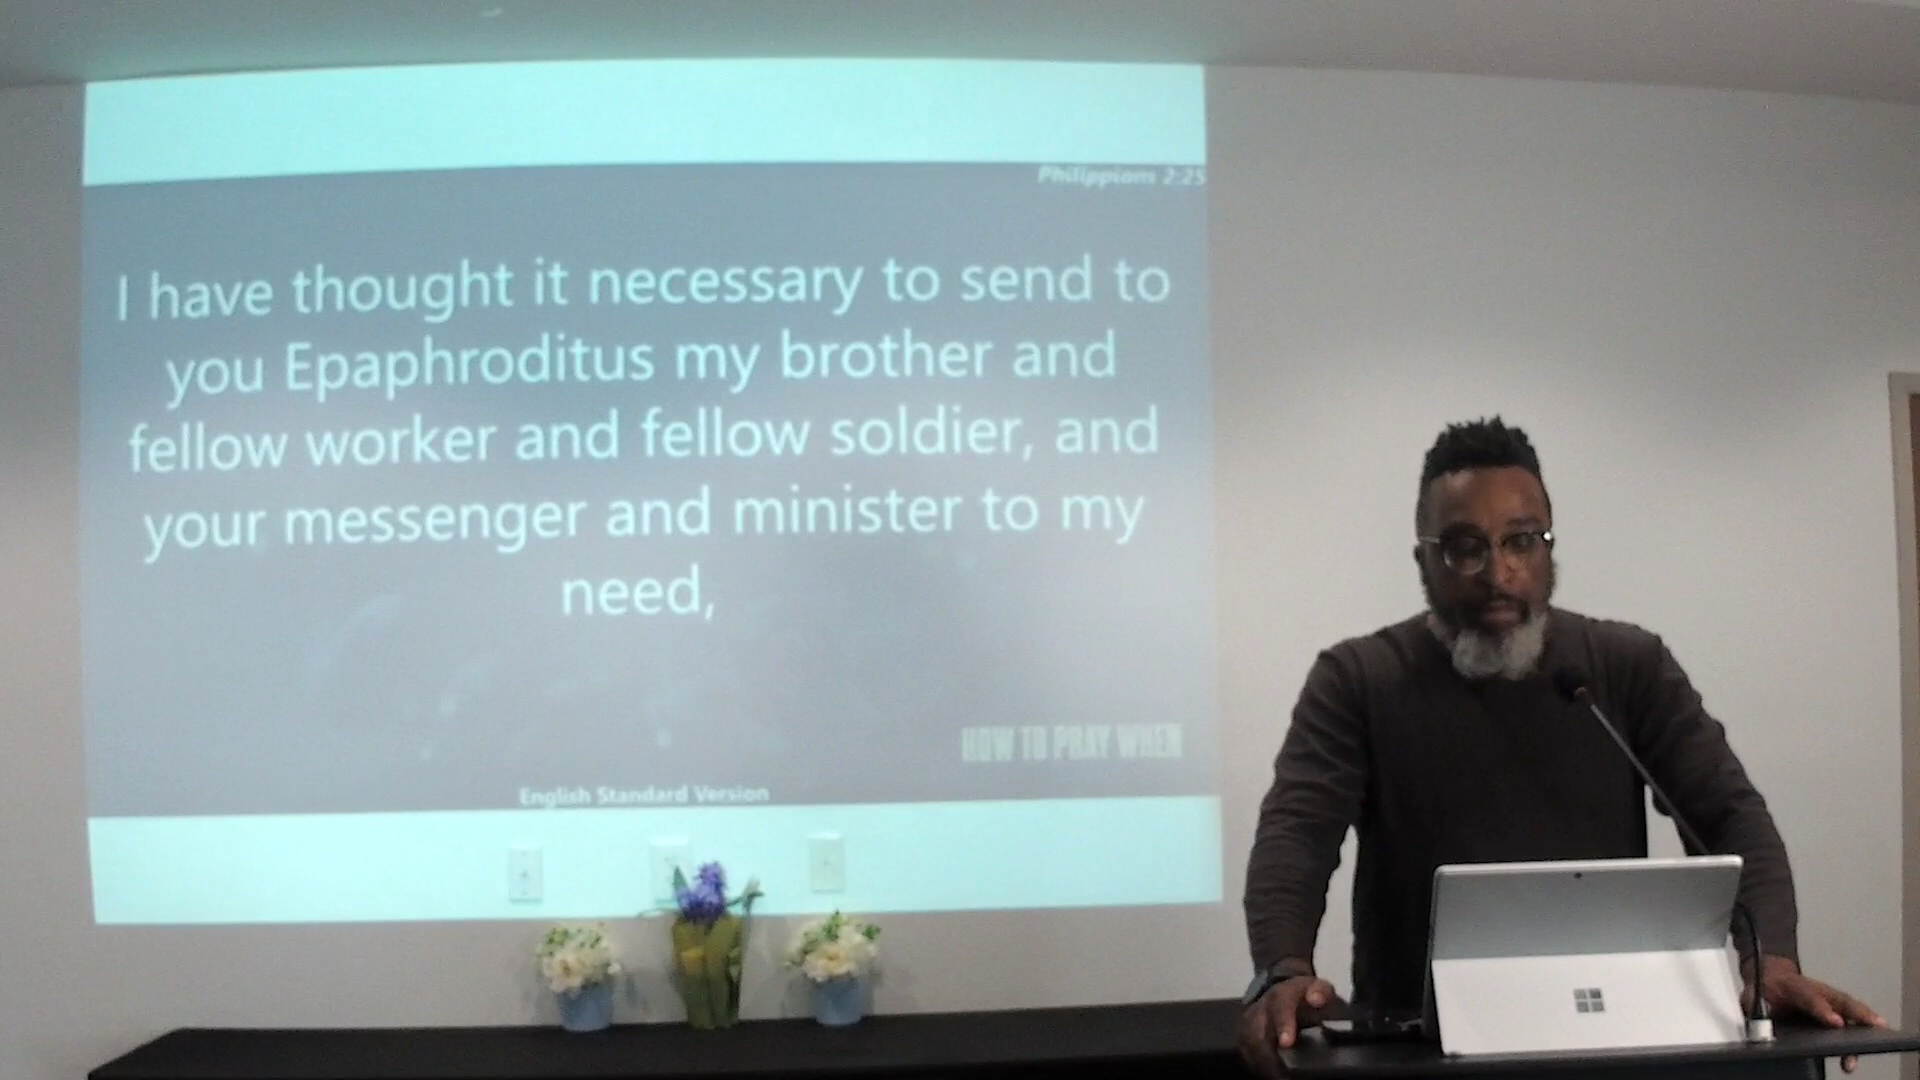 Philippians 2:25
I have thought it necessary to send to
you Epaphroditus my brother and
fellow worker and fellow soldier, and
your messenger and minister to my
need,
HOW TO PRAY WHEN
English Standard Version